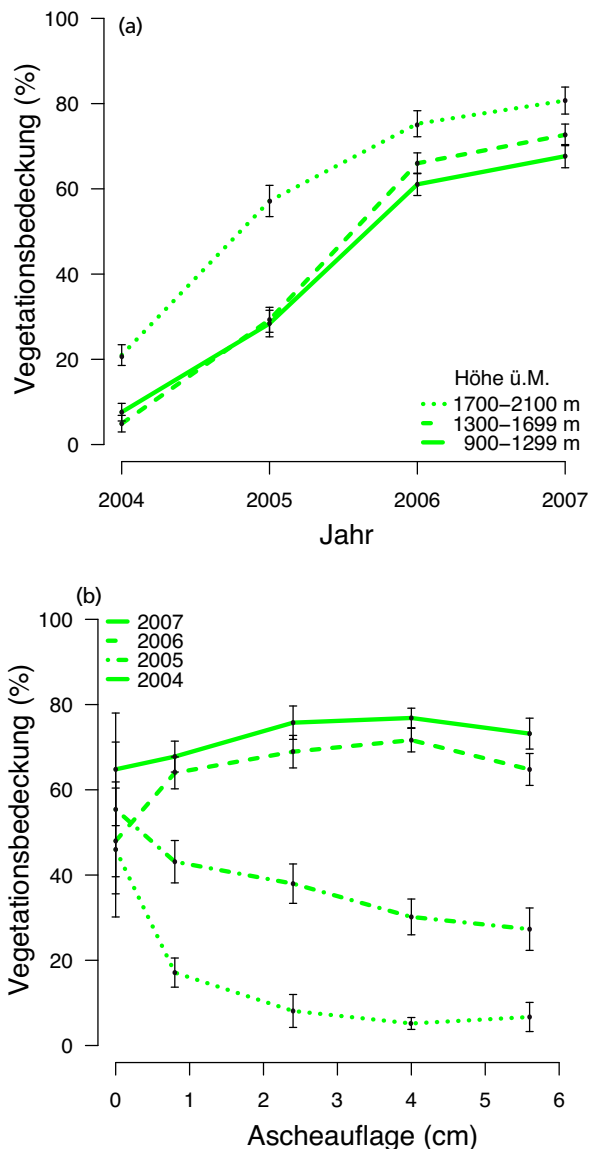 (a)
100
80
60
40
20
0
Vegetationsbedeckung (%)
Höhe ü.M.
1700–2100 m
1300–1699 m
900–1299 m
2004 2005 2006 2007
Jahr
(b)
100
80
60
40
20
0
Vegetationsbedeckung (%)
2007
2006
2005
2004
0 1 2 3 4 5 6
Ascheauflage (cm)